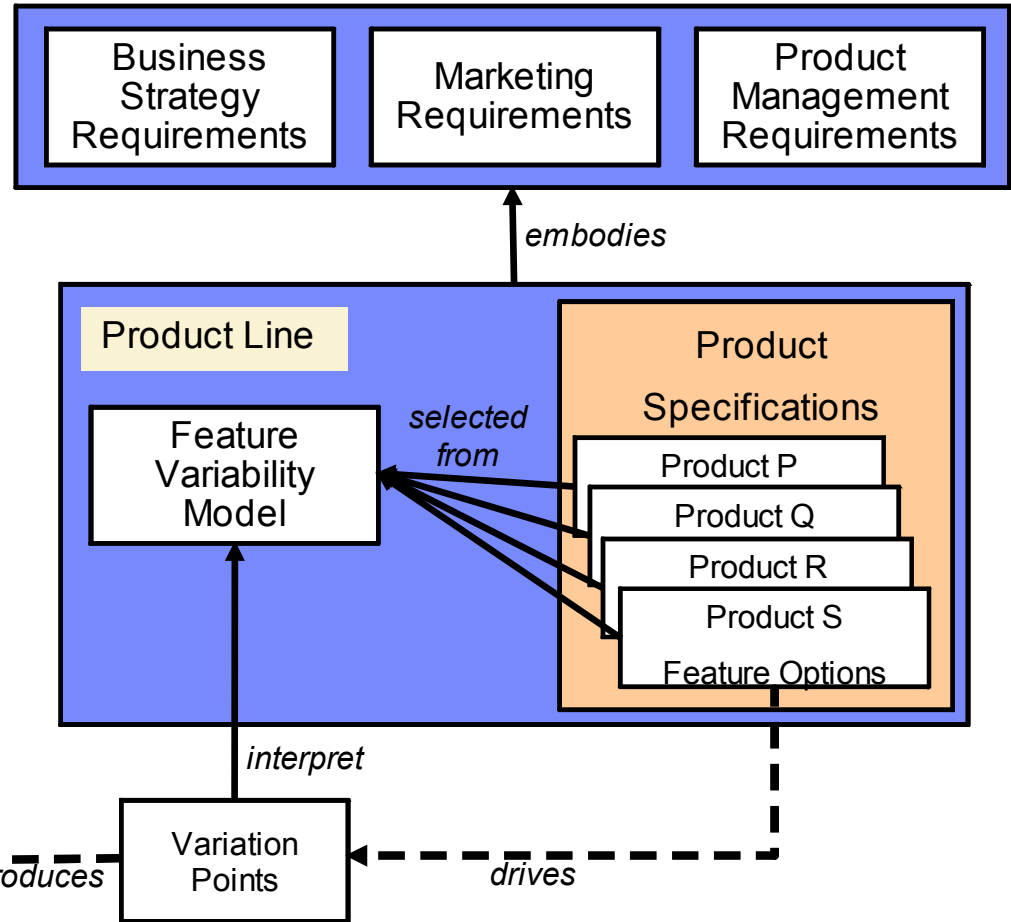 Business
Strategy
Requirements
Marketing
Requirements
Product
Management
Requirements
embodies
Product Line
Product
Specifications
selected
from
Feature
Variability
Model
Product P
Product Q
Product R
Product S
Feature Options
interpret
Variation
Points
roduces
drives